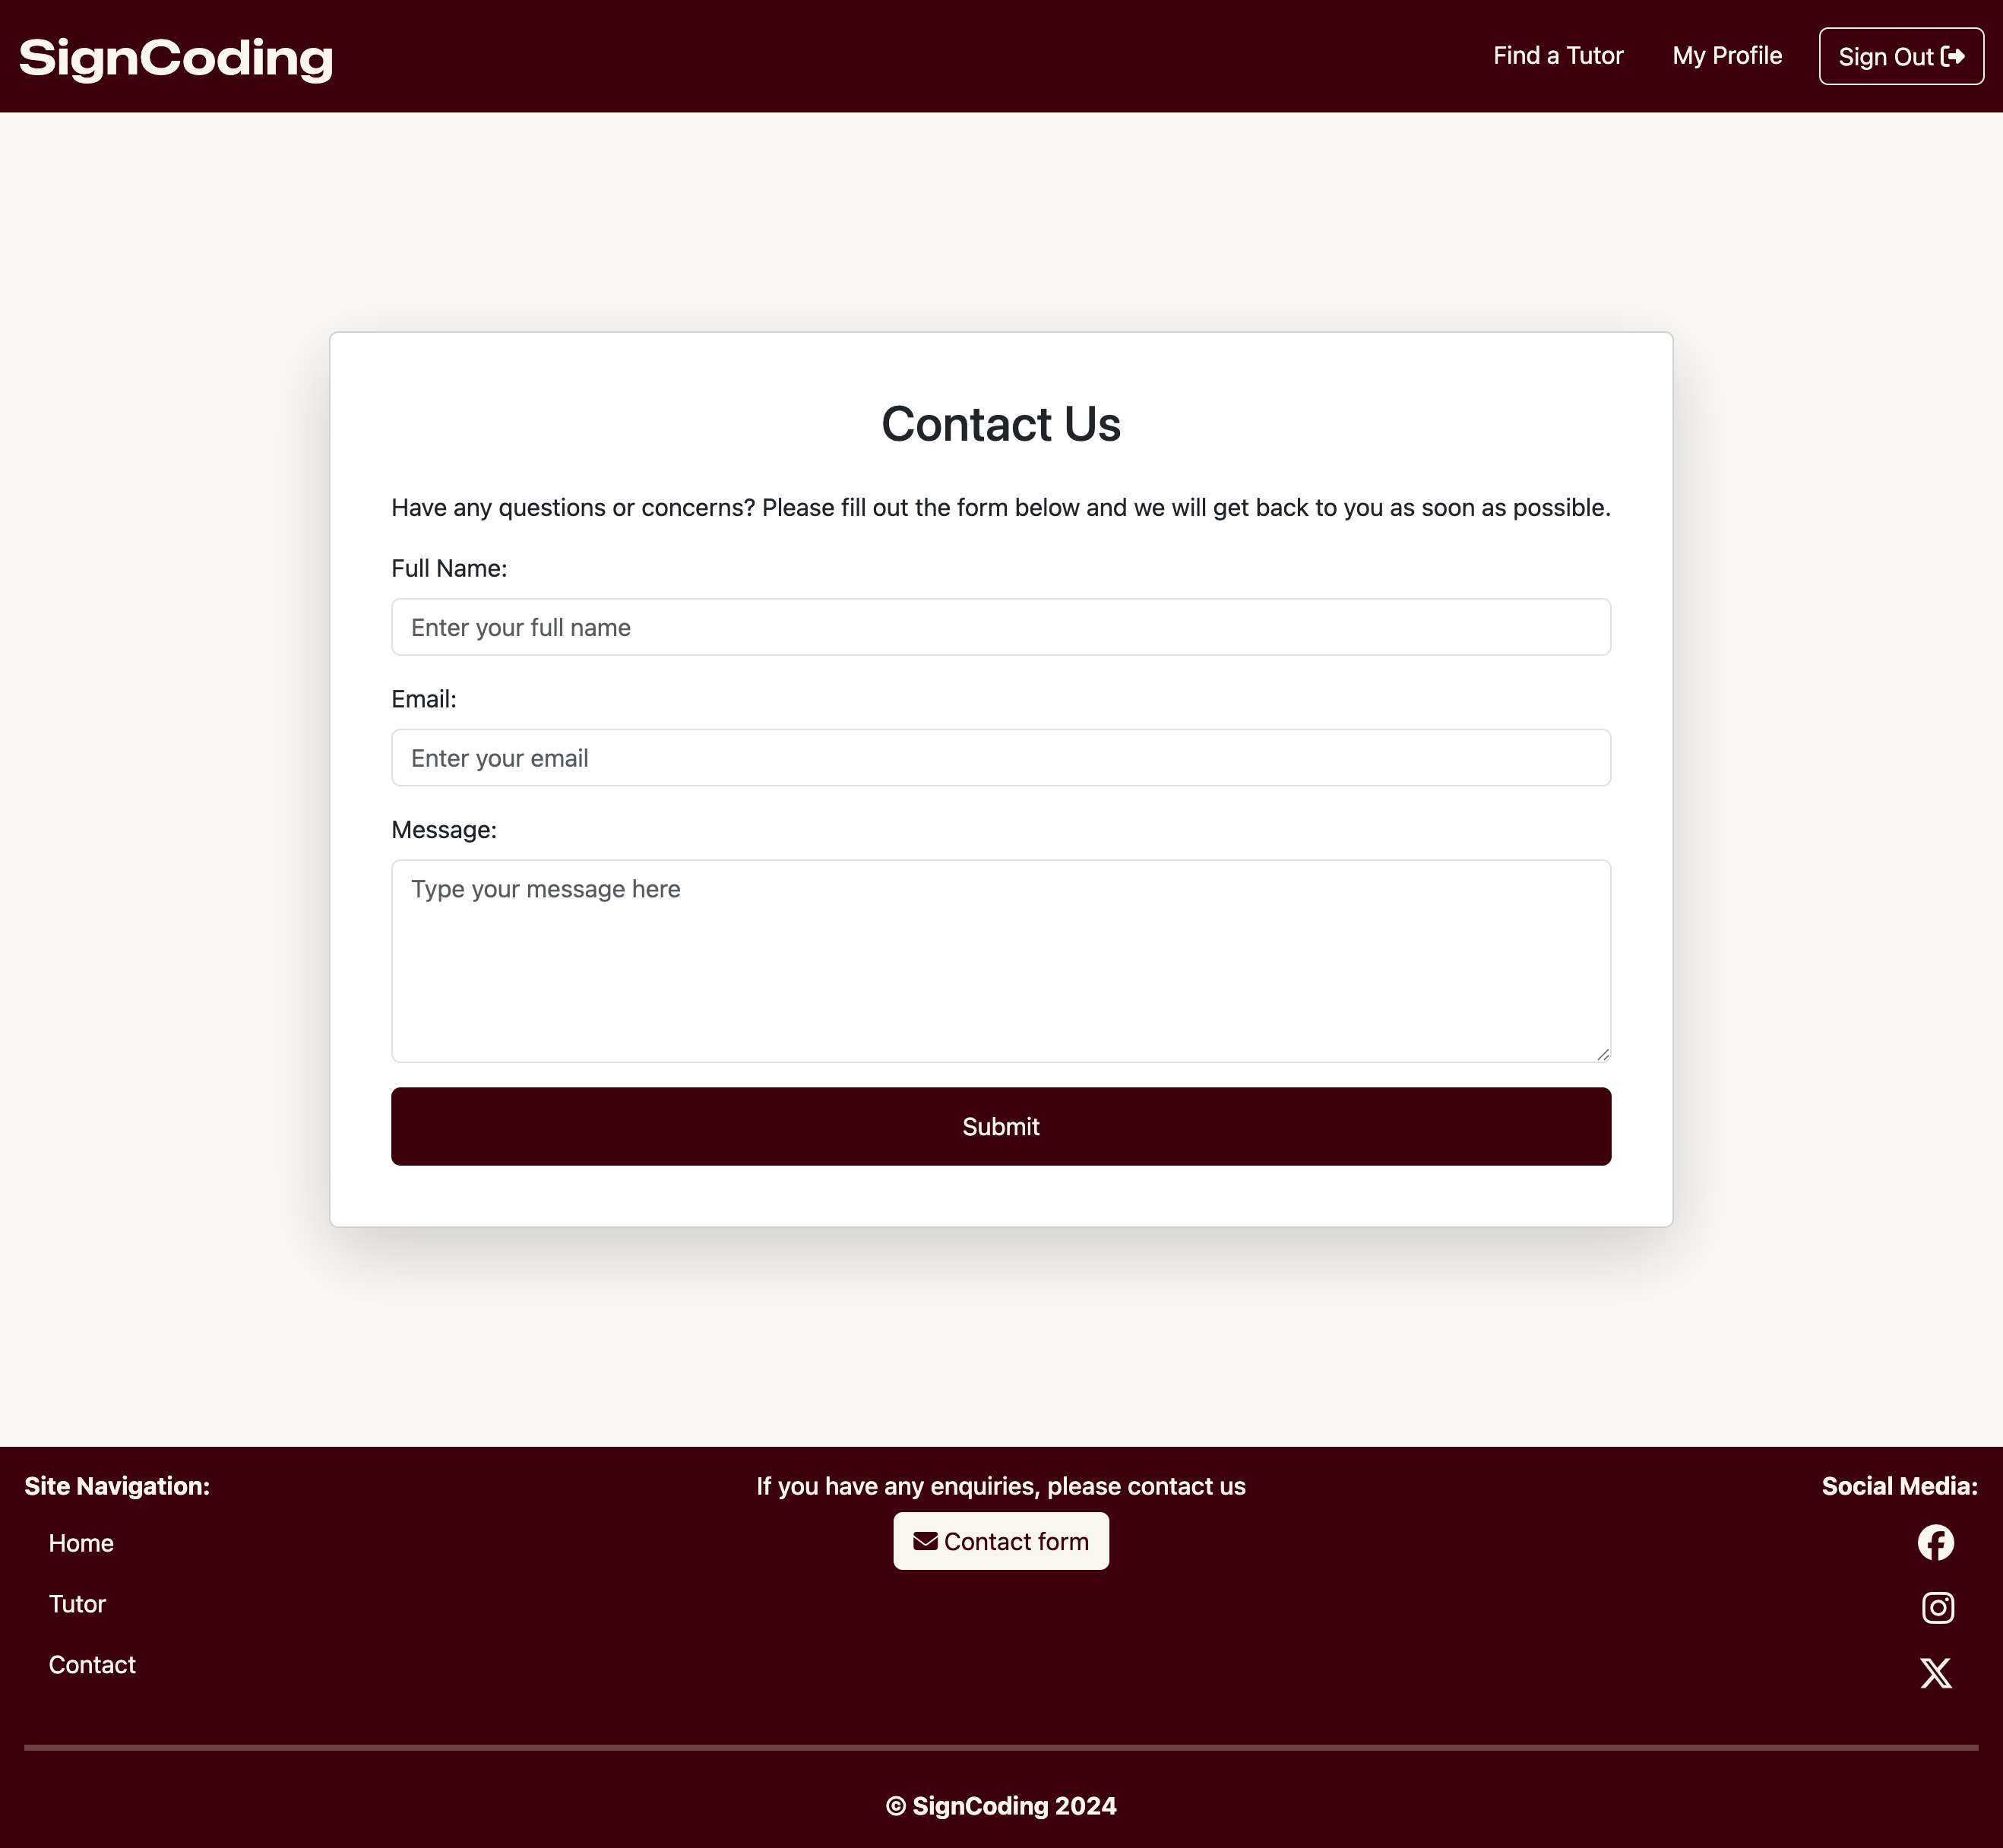 SignCoding
Find a Tutor
My Profile
Sign Out
Contact Us
Have any questions or concerns? Please fill out the form below and we will get back to you as soon as possible.
Full Name:
Enter your full name
Email:
Enter your email
Message:
Type your message here
Submit
Site Navigation:
Home
Tutor
Contact
If you have any enquiries, please contact us
Contact form
Social Media:
© SignCoding 2024